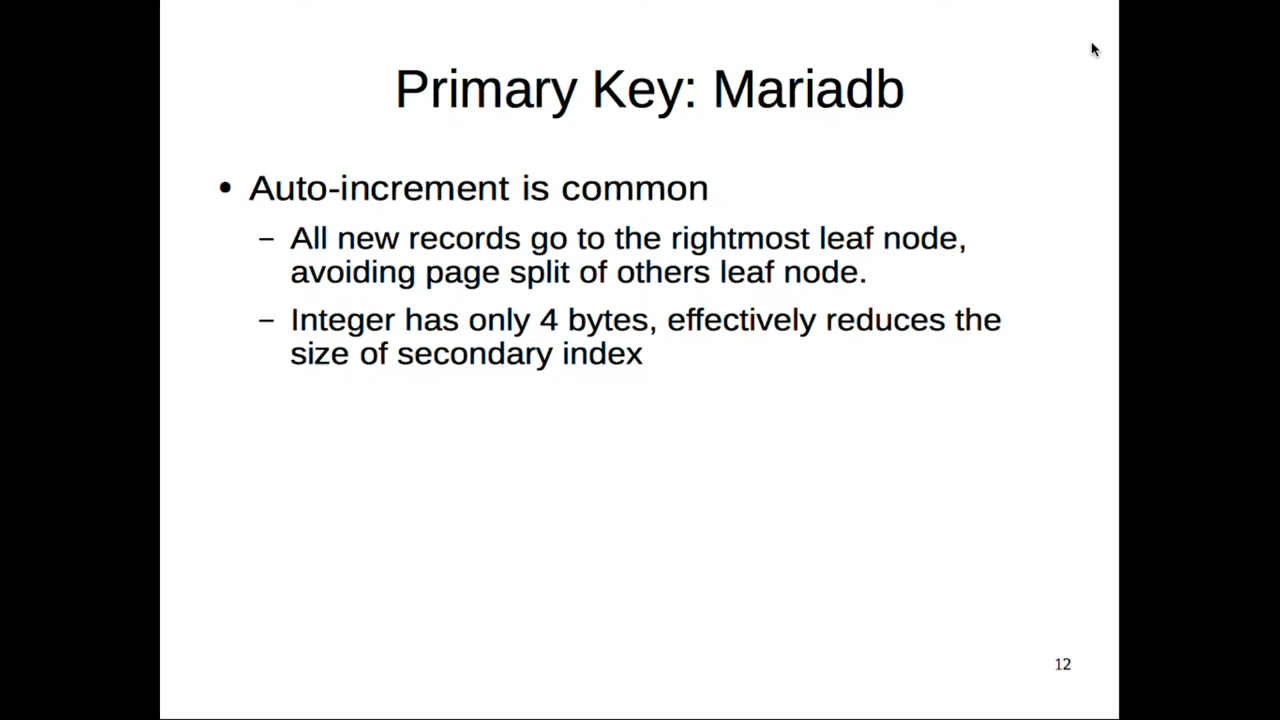 Primary Key: Mariadb
• Auto-increment is common
– All new records go to the rightmost leaf node,
avoiding page split of others leaf node.
– Integer has only 4 bytes, effectively reduces the
size of secondary index
12